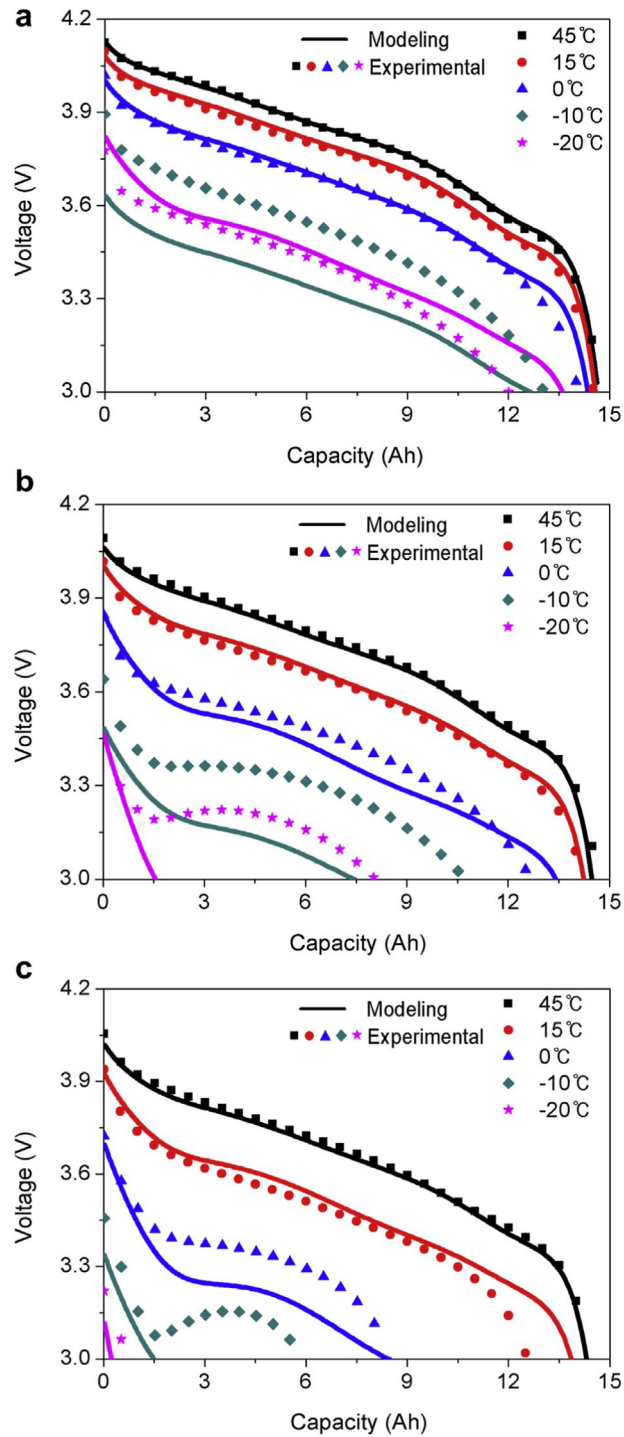 a
4.2
3.9
3.6
3.3
3.0
Voltage (V)
Modeling
Experimental
45℃
15℃
0℃
-10℃
-20℃
0 3 6 9 12 15
Capacity (Ah)
b
4.2
3.9
3.6
3.3
3.0
Voltage (V)
Modeling
Experimental
45℃
15℃
0℃
-10℃
-20℃
0 3 6 9 12 15
Capacity (Ah)
c
4.2
3.9
3.6
3.3
3.0
Voltage (V)
Modeling
Experimental
45℃
15℃
0℃
-10℃
-20℃
0 3 6 9 12 15
Capacity (Ah)